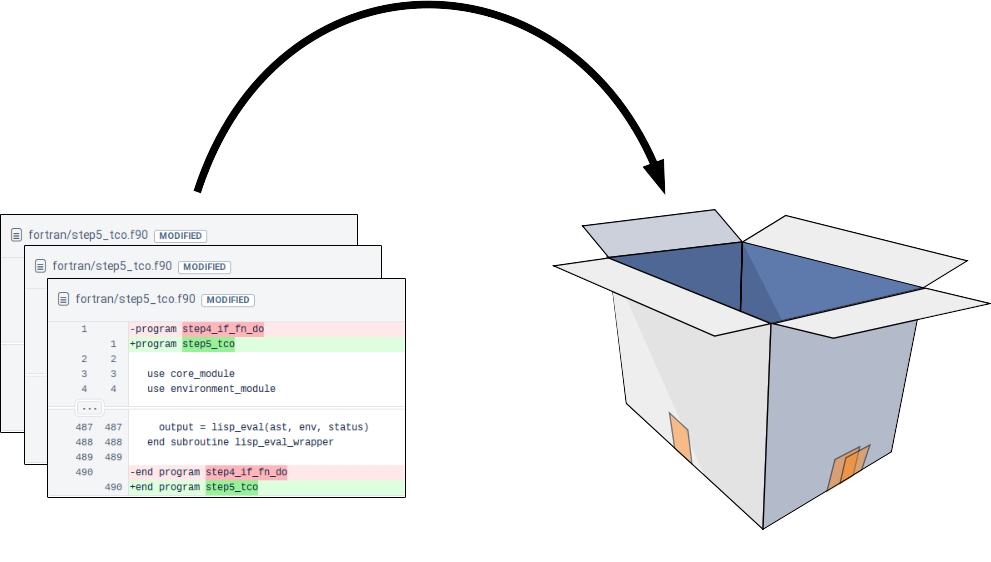 fortran/step5_tco.f90 MODIFIED
fortran/step5_tco.f90 MODIFIED
fortran/step5_tco.f90 MODIFIED
1 -program step4_if_fn_do
1 +program step5_tco
2 2
3 3 use core_module
4 4 use environment_module
...
487 487 output = lisp_eval(ast, env, status)
488 488 end subroutine lisp_eval_wrapper
489 489
490 -end program step4_if_fn_do
490 +end program step5_tco